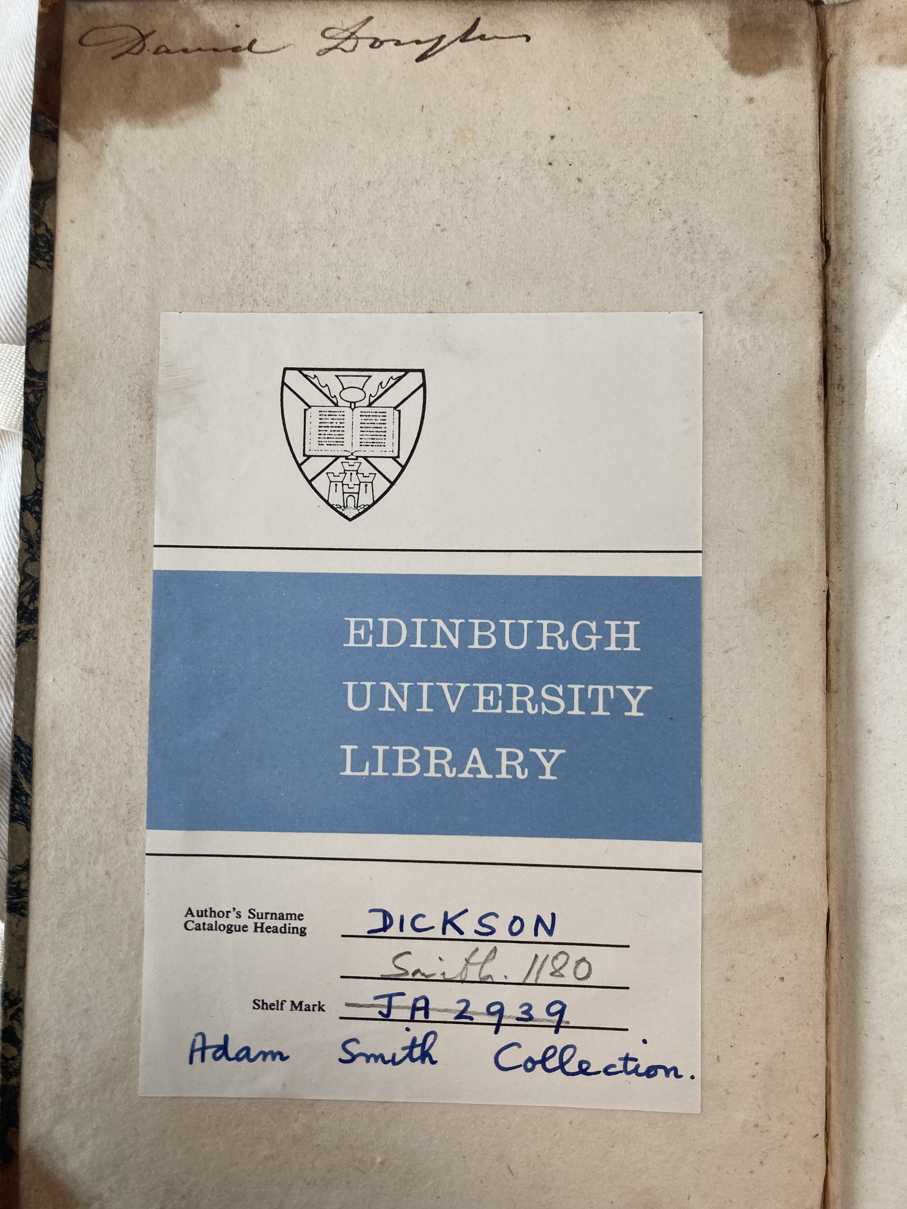 David Douglas
EDINBURGH
UNIVERSITY
LIBRARY
Author's Surname
Catalogue Heading
DICKSON
Smith. 1180
Shelf Mark
JA 2939
Adam Smith Collection.